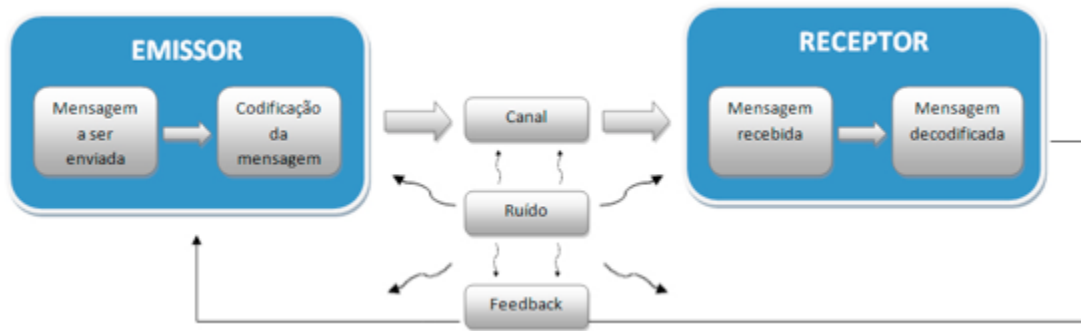 EMISSOR
Mensagem
a ser
enviada
Codificação
da
mensagem
Canal
Ruído
Feedback
RECEPTOR
Mensagem
recebida
Mensagem
decodificada